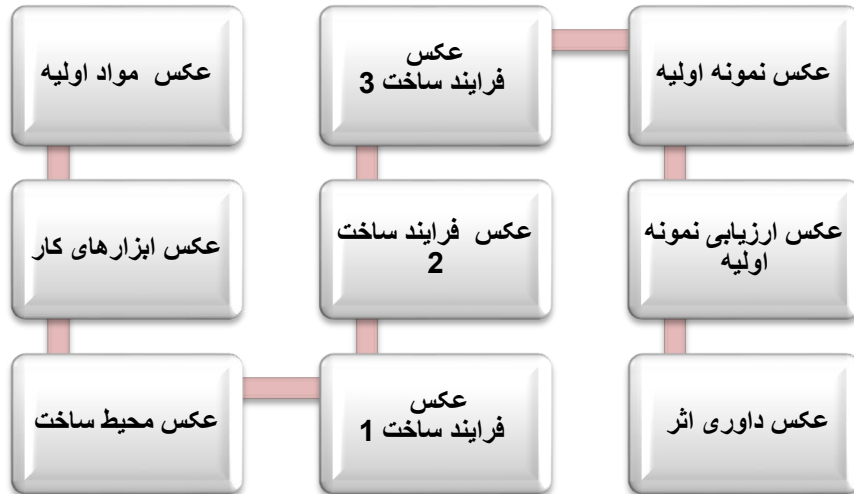 عکس مواد اولیه
عکس ابزارهای کار
عکس محیط ساخت
عکس
فرایند ساخت 1
عکس فرایند ساخت
2
عکس
فرایند ساخت 3
عکس نمونه اولیه
عکس ارزیابی نمونه
اولیه
عکس داوری اثر